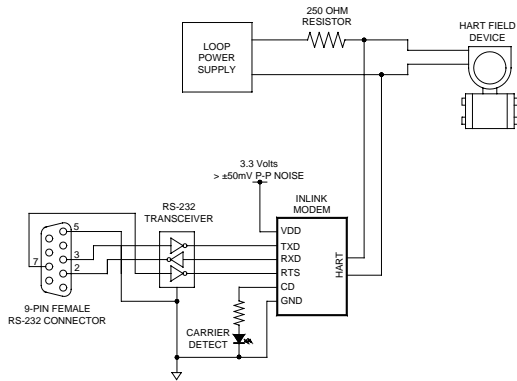 250 OHM
RESISTOR
HART FIELD
DEVICE
LOOP
POWER
SUPPLY
3.3 Volts
> ±50mV P-P NOISE
RS-232
TRANSCEIVER
INLINK
MODEM
VDD
TXD
RXD
RTS
CD
GND
HART
5
3
7
2
9-PIN FEMALE
RS-232 CONNECTOR
CARRIER
DETECT